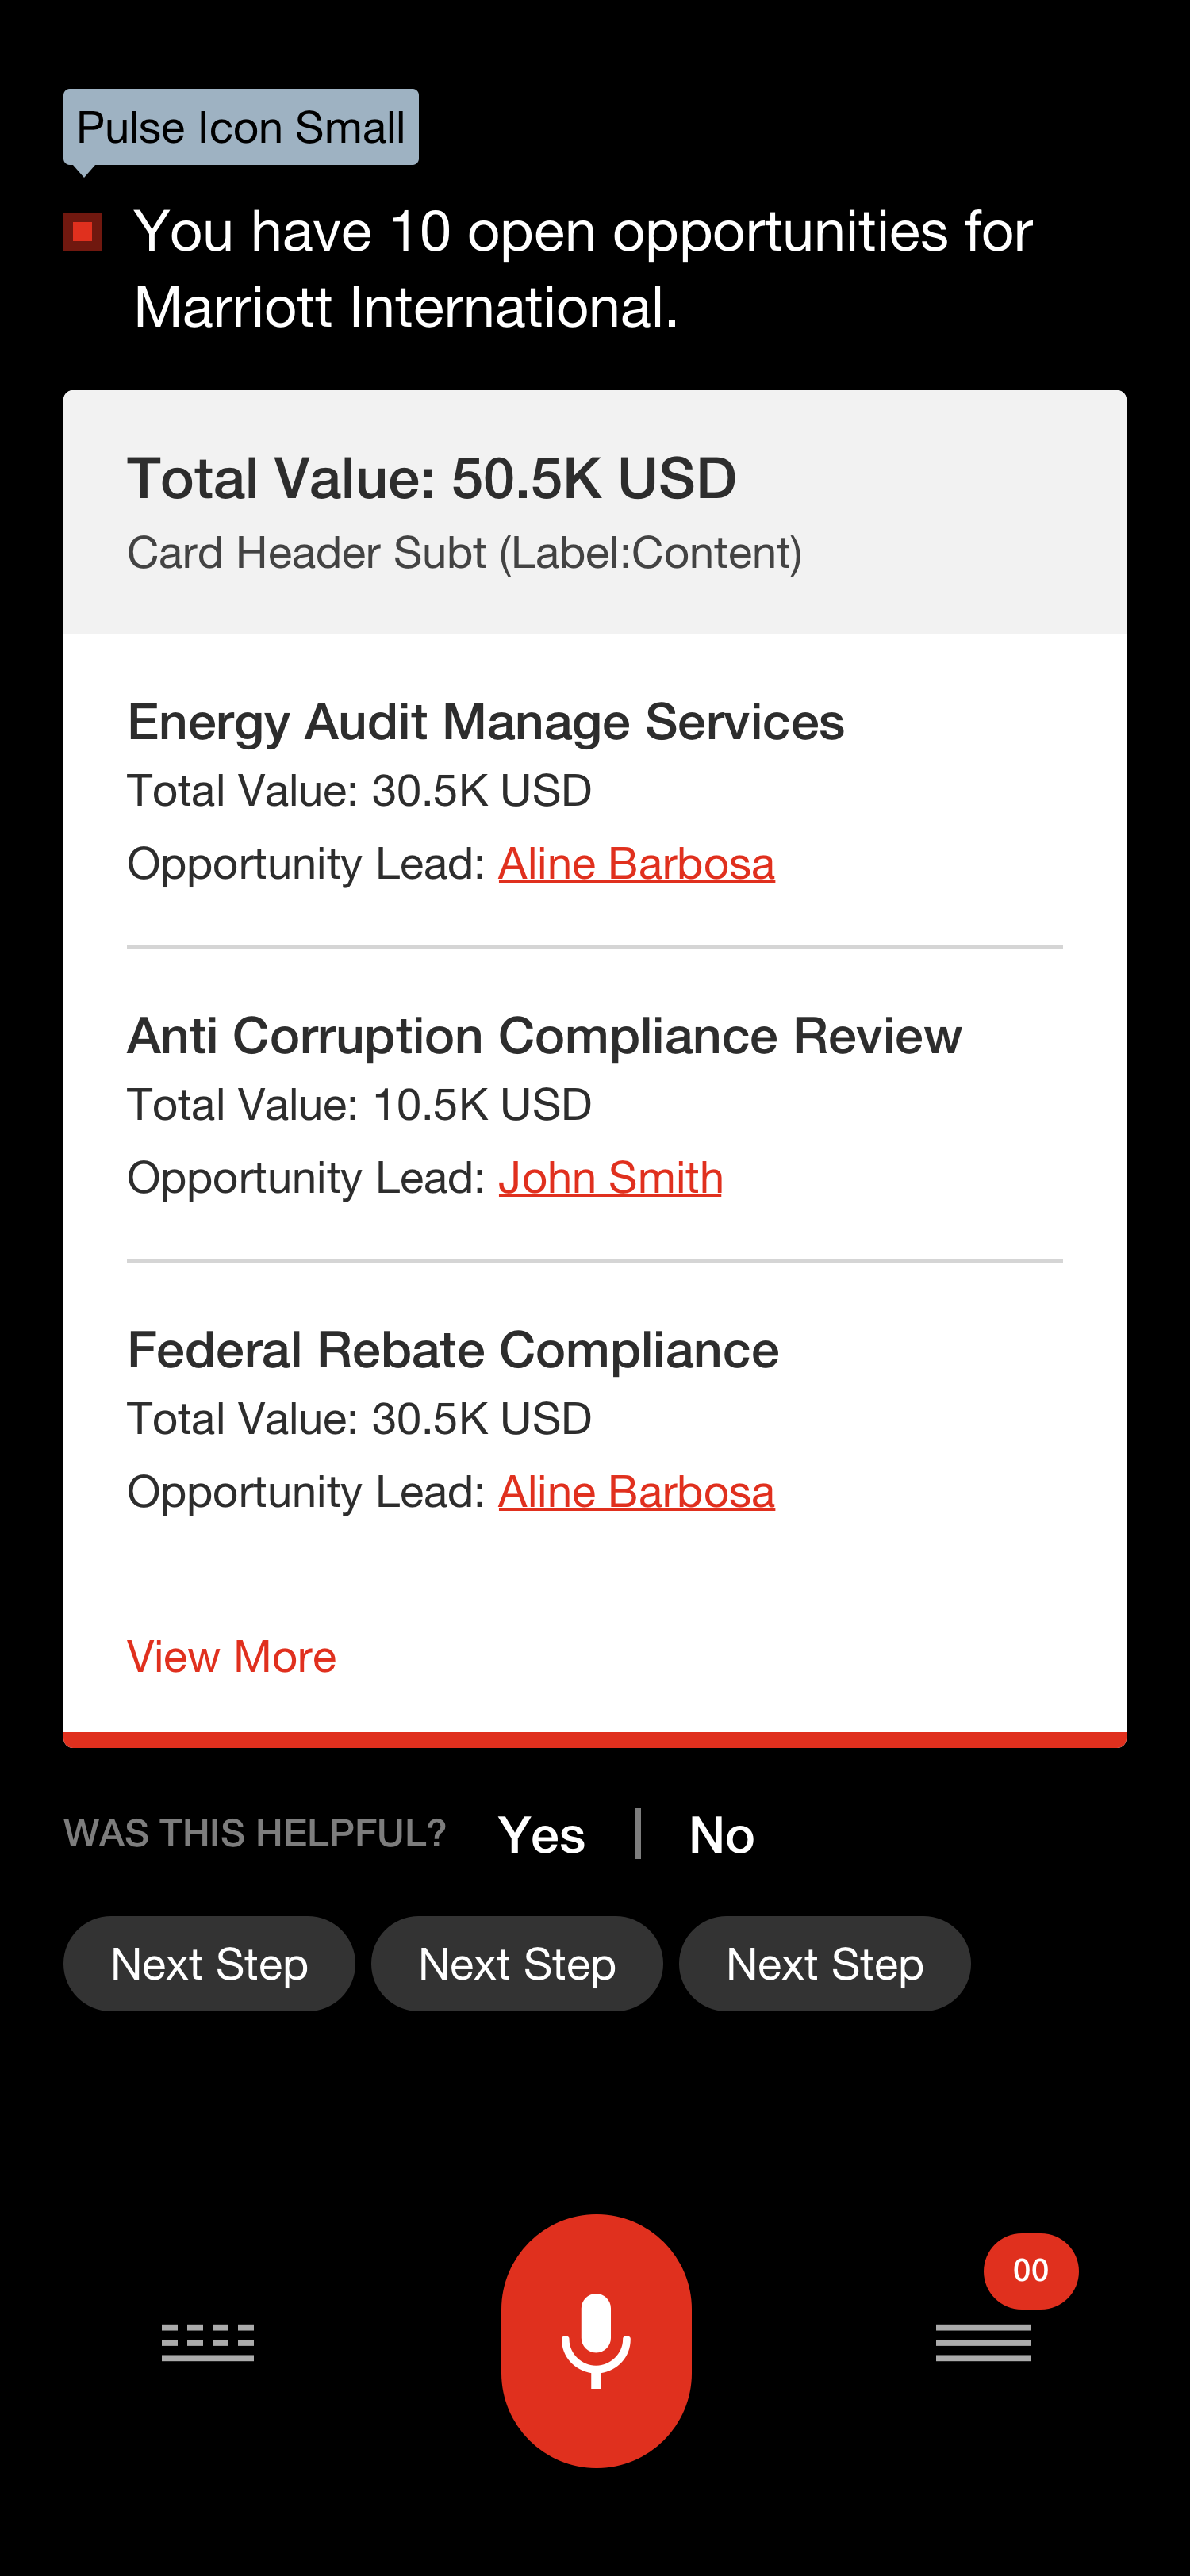 Pulse Icon Small
You have 10 open opportunities for
Marriott International.
Total Value: 50.5K USD
Card Header Subt (Label:Content)
Energy Audit Manage Services
Total Value: 30.5K USD
Opportunity Lead: Aline Barbosa
Anti Corruption Compliance Review
Total Value: 10.5K USD
Opportunity Lead: John Smith
Federal Rebate Compliance
Total Value: 30.5K USD
Opportunity Lead: Aline Barbosa
View More
WAS THIS HELPFUL? Yes | No
Next Step Next Step Next Step
00